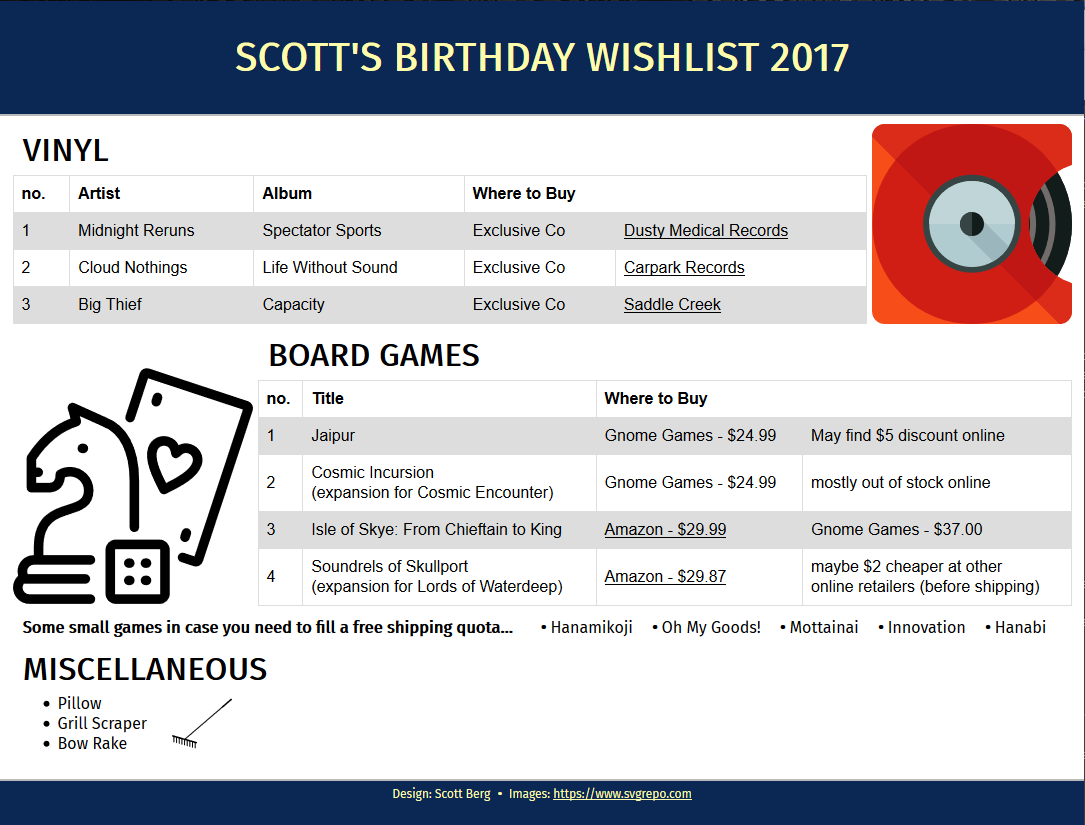 SCOTT'S BIRTHDAY WISHLIST 2017
VINYL
no. Artist Album Where to Buy
1 Midnight Reruns Spectator Sports Exclusive Co Dusty Medical Records
2 Cloud Nothings Life Without Sound Exclusive Co Carpark Records
3 Big Thief Capacity Exclusive Co Saddle Creek
BOARD GAMES
no. Title Where to Buy
1 Jaipur Gnome Games - $24.99 May find $5 discount online
2 Cosmic Incursion
(expansion for Cosmic Encounter) Gnome Games - $24.99 mostly out of stock online
3 Isle of Skye: From Chieftain to King Amazon - $29.99 Gnome Games - $37.00
4 Soundrels of Skullport
(expansion for Lords of Waterdeep) Amazon - $29.87 maybe $2 cheaper at other
online retailers (before shipping)
Some small games in case you need to fill a free shipping quota... • Hanamikoji • Oh My Goods! • Mottainai • Innovation • Hanabi
MISCELLANEOUS
• Pillow
• Grill Scraper
• Bow Rake
Design: Scott Berg • Images: https://www.svgrepo.com